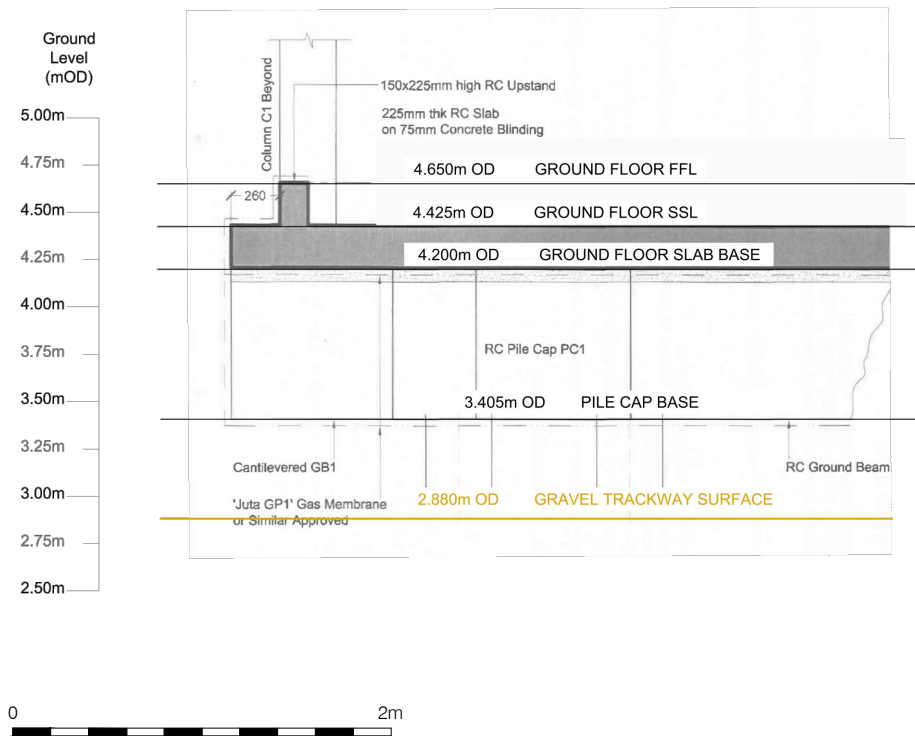 Ground
Level
(mOD)
5.00m
4.75m
4.50m
4.25m
4.00m
3.75m
3.50m
3.25m
3.00m
2.75m
2.50m
Column C1 Beyond
150x225mm high RC Upstand
225mm thk RC Slab
on 75mm Concrete Blinding
4.650m OD GROUND FLOOR FFL
260
4.425m OD GROUND FLOOR SSL
4.200m OD GROUND FLOOR SLAB BASE
RC Pile Cap PC1
3.405m OD PILE CAP BASE
Cantilevered GB1
RC Ground Beam
'Juta GP1' Gas Membrane
or Similar Approved
2.880m OD GRAVEL TRACKWAY SURFACE
0 2m